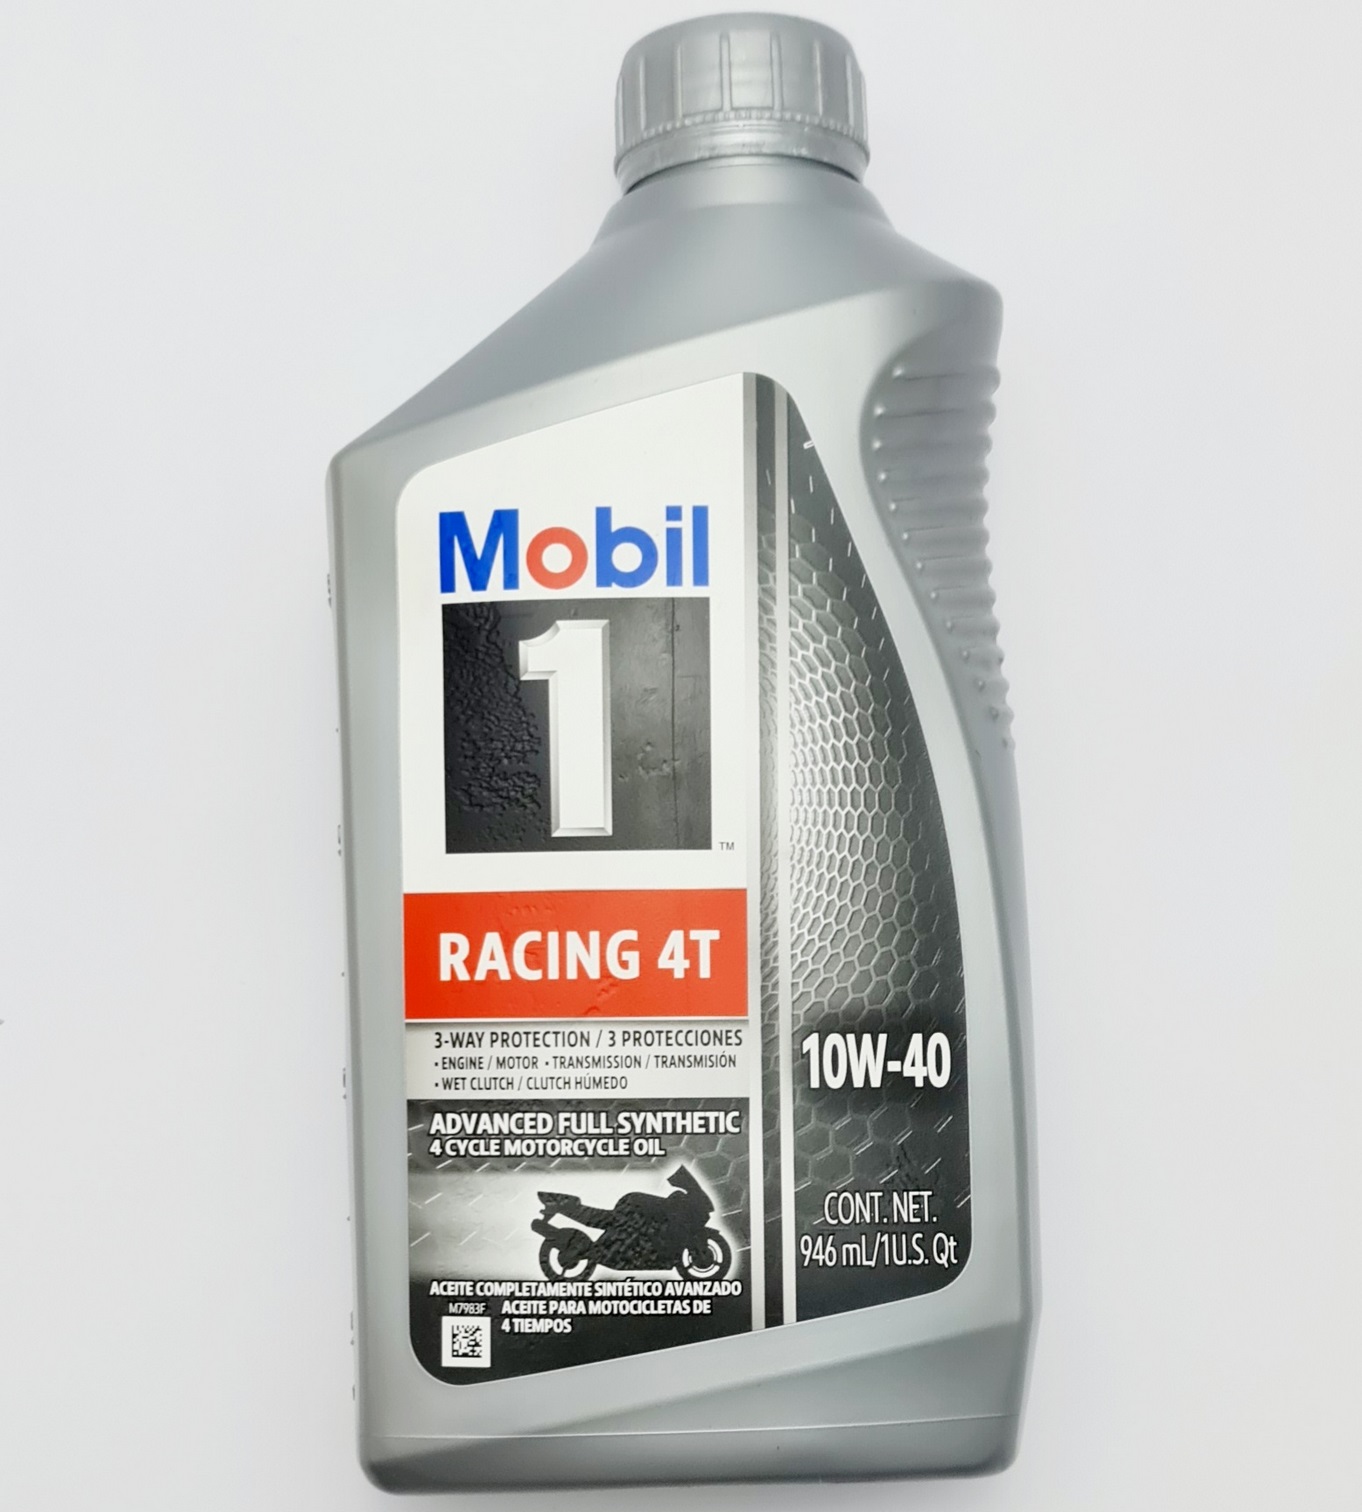 Mobil
1
TM
RACING 4T
3-WAY PROTECTION / 3 PROTECCIONES
• ENGINE / MOTOR • TRANSMISSION / TRANSMISIÓN
• WET CLUTCH / CLUTCH HÚMEDO
ADVANCED FULL SYNTHETIC
4 CYCLE MOTORCYCLE OIL
ACEITE COMPLETAMENTE SINTÉTICO AVANZADO
ACEITE PARA MOTOCICLETAS DE
4 TIEMPOS
M7983F
10W-40
CONT. NET.
946 mL/1U.S. Qt